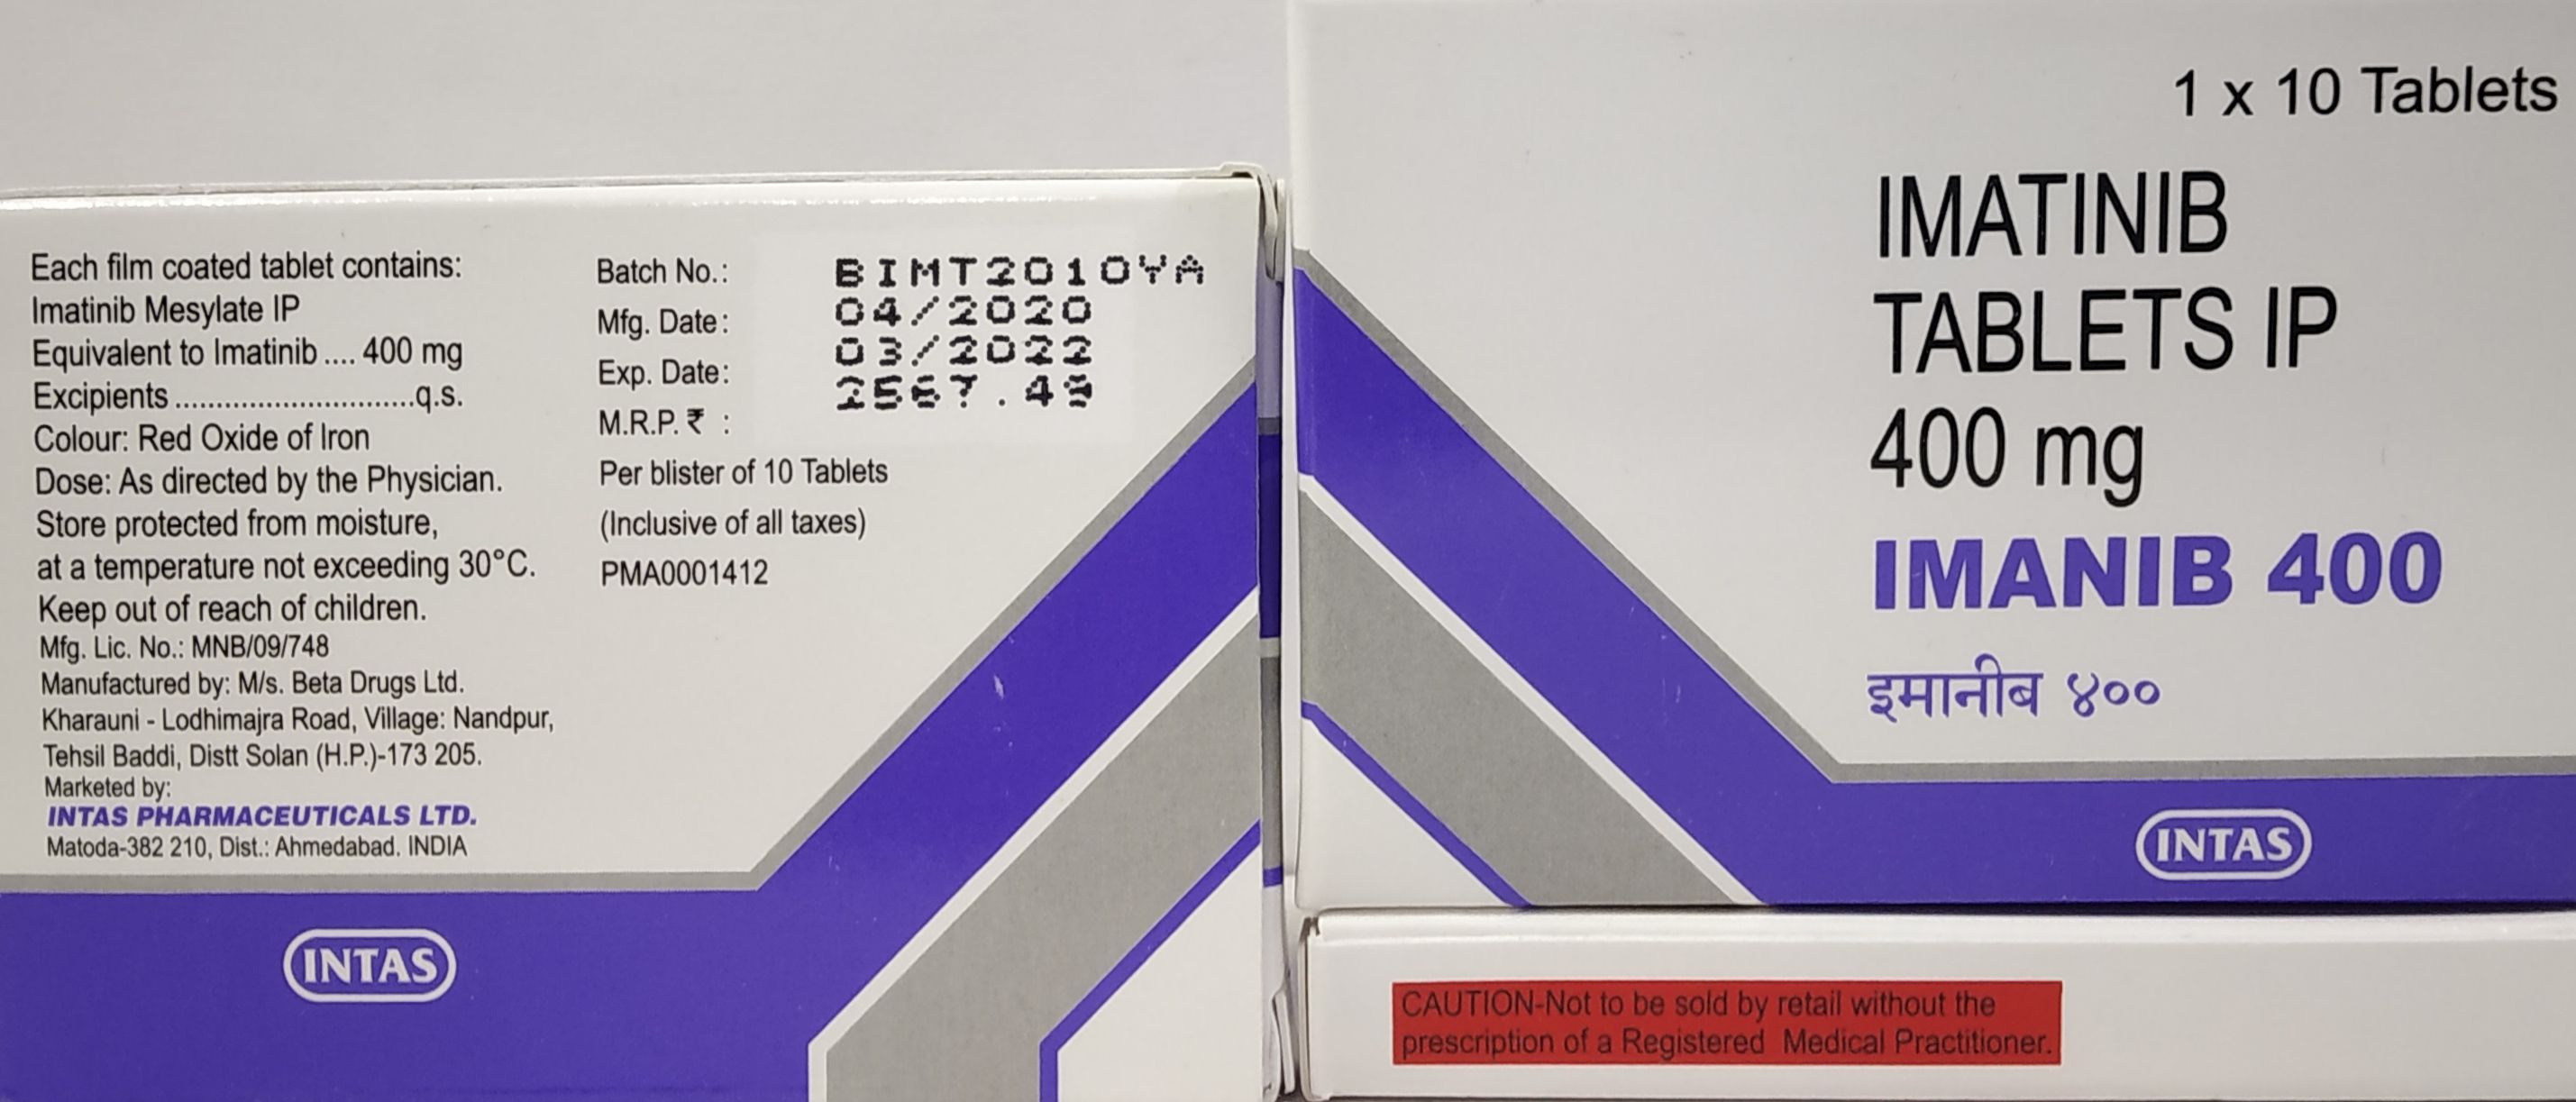 Each film coated tablet contains:
Imatinib Mesylate IP
Equivalent to Imatinib .... 400 mg
Excipients .............................q.s.
Colour: Red Oxide of Iron
Dose: As directed by the Physician.
Store protected from moisture,
at a temperature not exceeding 30°C.
Keep out of reach of children.
Mfg. Lic. No.: MNB/09/748
Manufactured by: M/s. Beta Drugs Ltd.
Kharauni - Lodhimajra Road, Village: Nandpur,
Tehsil Baddi, Distt Solan (H.P.)-173 205.
Marketed by:
INTAS PHARMACEUTICALS LTD.
Matoda-382 210, Dist.: Ahmedabad. INDIA
Batch No.: BIMT2010YA
Mfg. Date: 04/2020
Exp. Date: 03/2022
M.R.P. ₹ : 2567.49
Per blister of 10 Tablets
(Inclusive of all taxes)
PMA0001412
INTAS
1 x 10 Tablets
IMATINIB
TABLETS IP
400 mg
IMANIB 400
इमानीब ४००
INTAS
CAUTION-Not to be sold by retail without the
prescription of a Registered Medical Practitioner.